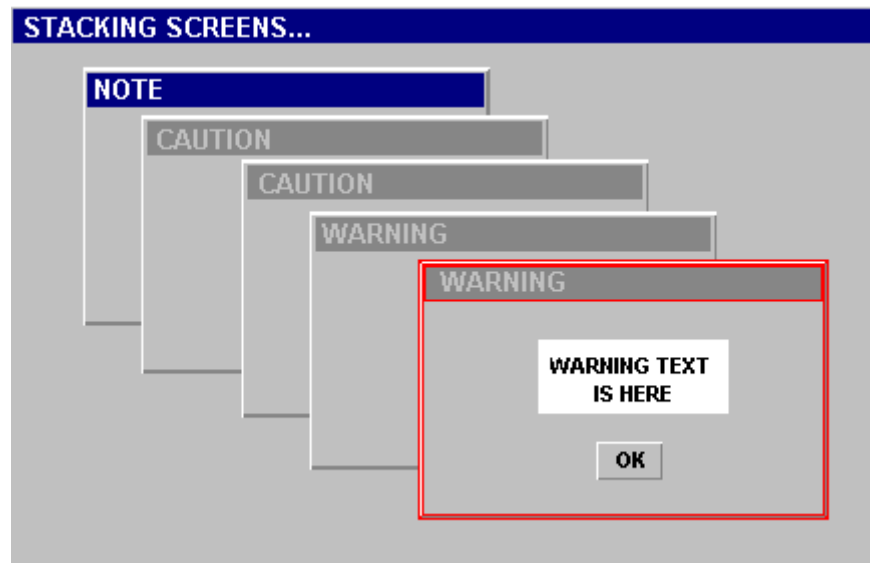 STACKING SCREENS...
NOTE
CAUTION
CAUTION
WARNING
WARNING
WARNING TEXT
IS HERE
OK